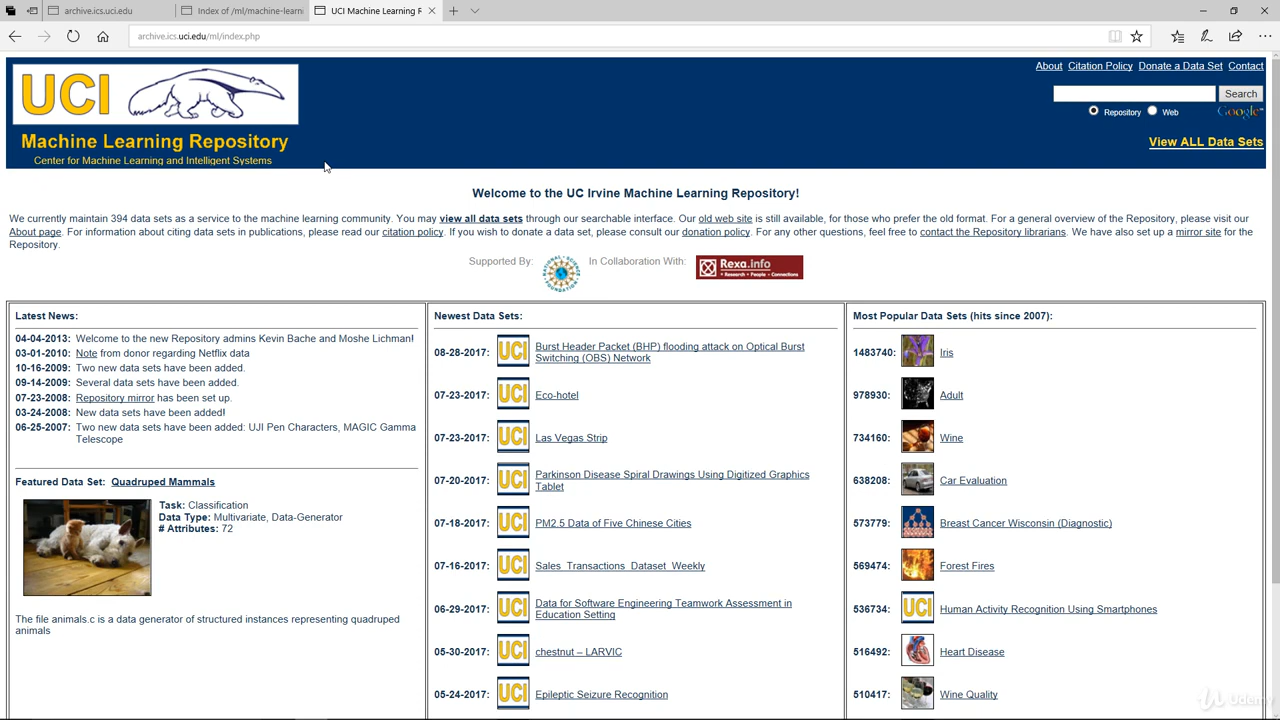 archive.ics.uci.edu
Index of /ml/machine-learni
UCI Machine Learning R
archive.ics.uci.edu/ml/index.php
UCI
About Citation Policy Donate a Data Set Contact
Search
Repository Web Google™
Machine Learning Repository
Center for Machine Learning and Intelligent Systems
View ALL Data Sets
Welcome to the UC Irvine Machine Learning Repository!
We currently maintain 394 data sets as a service to the machine learning community. You may view all data sets through our searchable interface. Our old web site is still available, for those who prefer the old format. For a general overview of the Repository, please visit our
About page. For information about citing data sets in publications, please read our citation policy. If you wish to donate a data set, please consult our donation policy. For any other questions, feel free to contact the Repository librarians. We have also set up a mirror site for the
Repository.
Supported By: In Collaboration With: Rexa.info
Research • People • Connections
Latest News:
04-04-2013: Welcome to the new Repository admins Kevin Bache and Moshe Lichman!
03-01-2010: Note from donor regarding Netflix data
10-16-2009: Two new data sets have been added.
09-14-2009: Several data sets have been added.
07-23-2008: Repository mirror has been set up.
03-24-2008: New data sets have been added!
06-25-2007: Two new data sets have been added: UJI Pen Characters, MAGIC Gamma
Telescope
Featured Data Set: Quadruped Mammals
Task: Classification
Data Type: Multivariate, Data-Generator
# Attributes: 72
The file animals.c is a data generator of structured instances representing quadruped
animals
Newest Data Sets:
08-28-2017: UCI Burst Header Packet (BHP) flooding attack on Optical Burst
Switching (OBS) Network
07-23-2017: UCI Eco-hotel
07-23-2017: UCI Las Vegas Strip
07-20-2017: UCI Parkinson Disease Spiral Drawings Using Digitized Graphics
Tablet
07-18-2017: UCI PM2.5 Data of Five Chinese Cities
07-16-2017: UCI Sales_Transactions_Dataset_Weekly
06-29-2017: UCI Data for Software Engineering Teamwork Assessment in
Education Setting
05-30-2017: UCI chestnut – LARVIC
05-24-2017: UCI Epileptic Seizure Recognition
Most Popular Data Sets (hits since 2007):
1483740: Iris
978930: Adult
734160: Wine
638208: Car Evaluation
573779: Breast Cancer Wisconsin (Diagnostic)
569474: Forest Fires
536734: UCI Human Activity Recognition Using Smartphones
516492: Heart Disease
510417: Wine Quality
Udemy